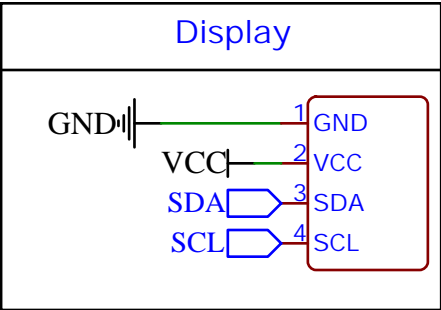 Display
GND 1 GND
VCC 2 VCC
SDA 3 SDA
SCL 4 SCL